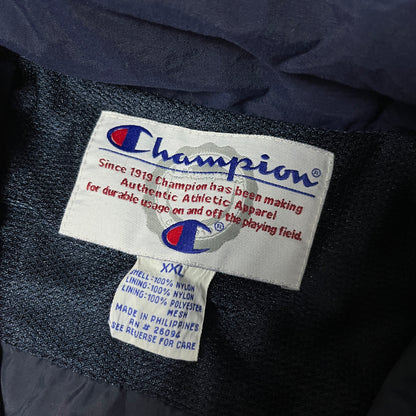 Champion®
Since 1919 Champion has been making
Authentic Athletic Apparel
for durable usage on and off the playing field.
®
XXL
SHELL:100% NYLON
LINING:100% NYLON
LINING:100% POLYESTER
MESH
MADE IN PHILIPPINES
RN # 26094
SEE REVERSE FOR CARE